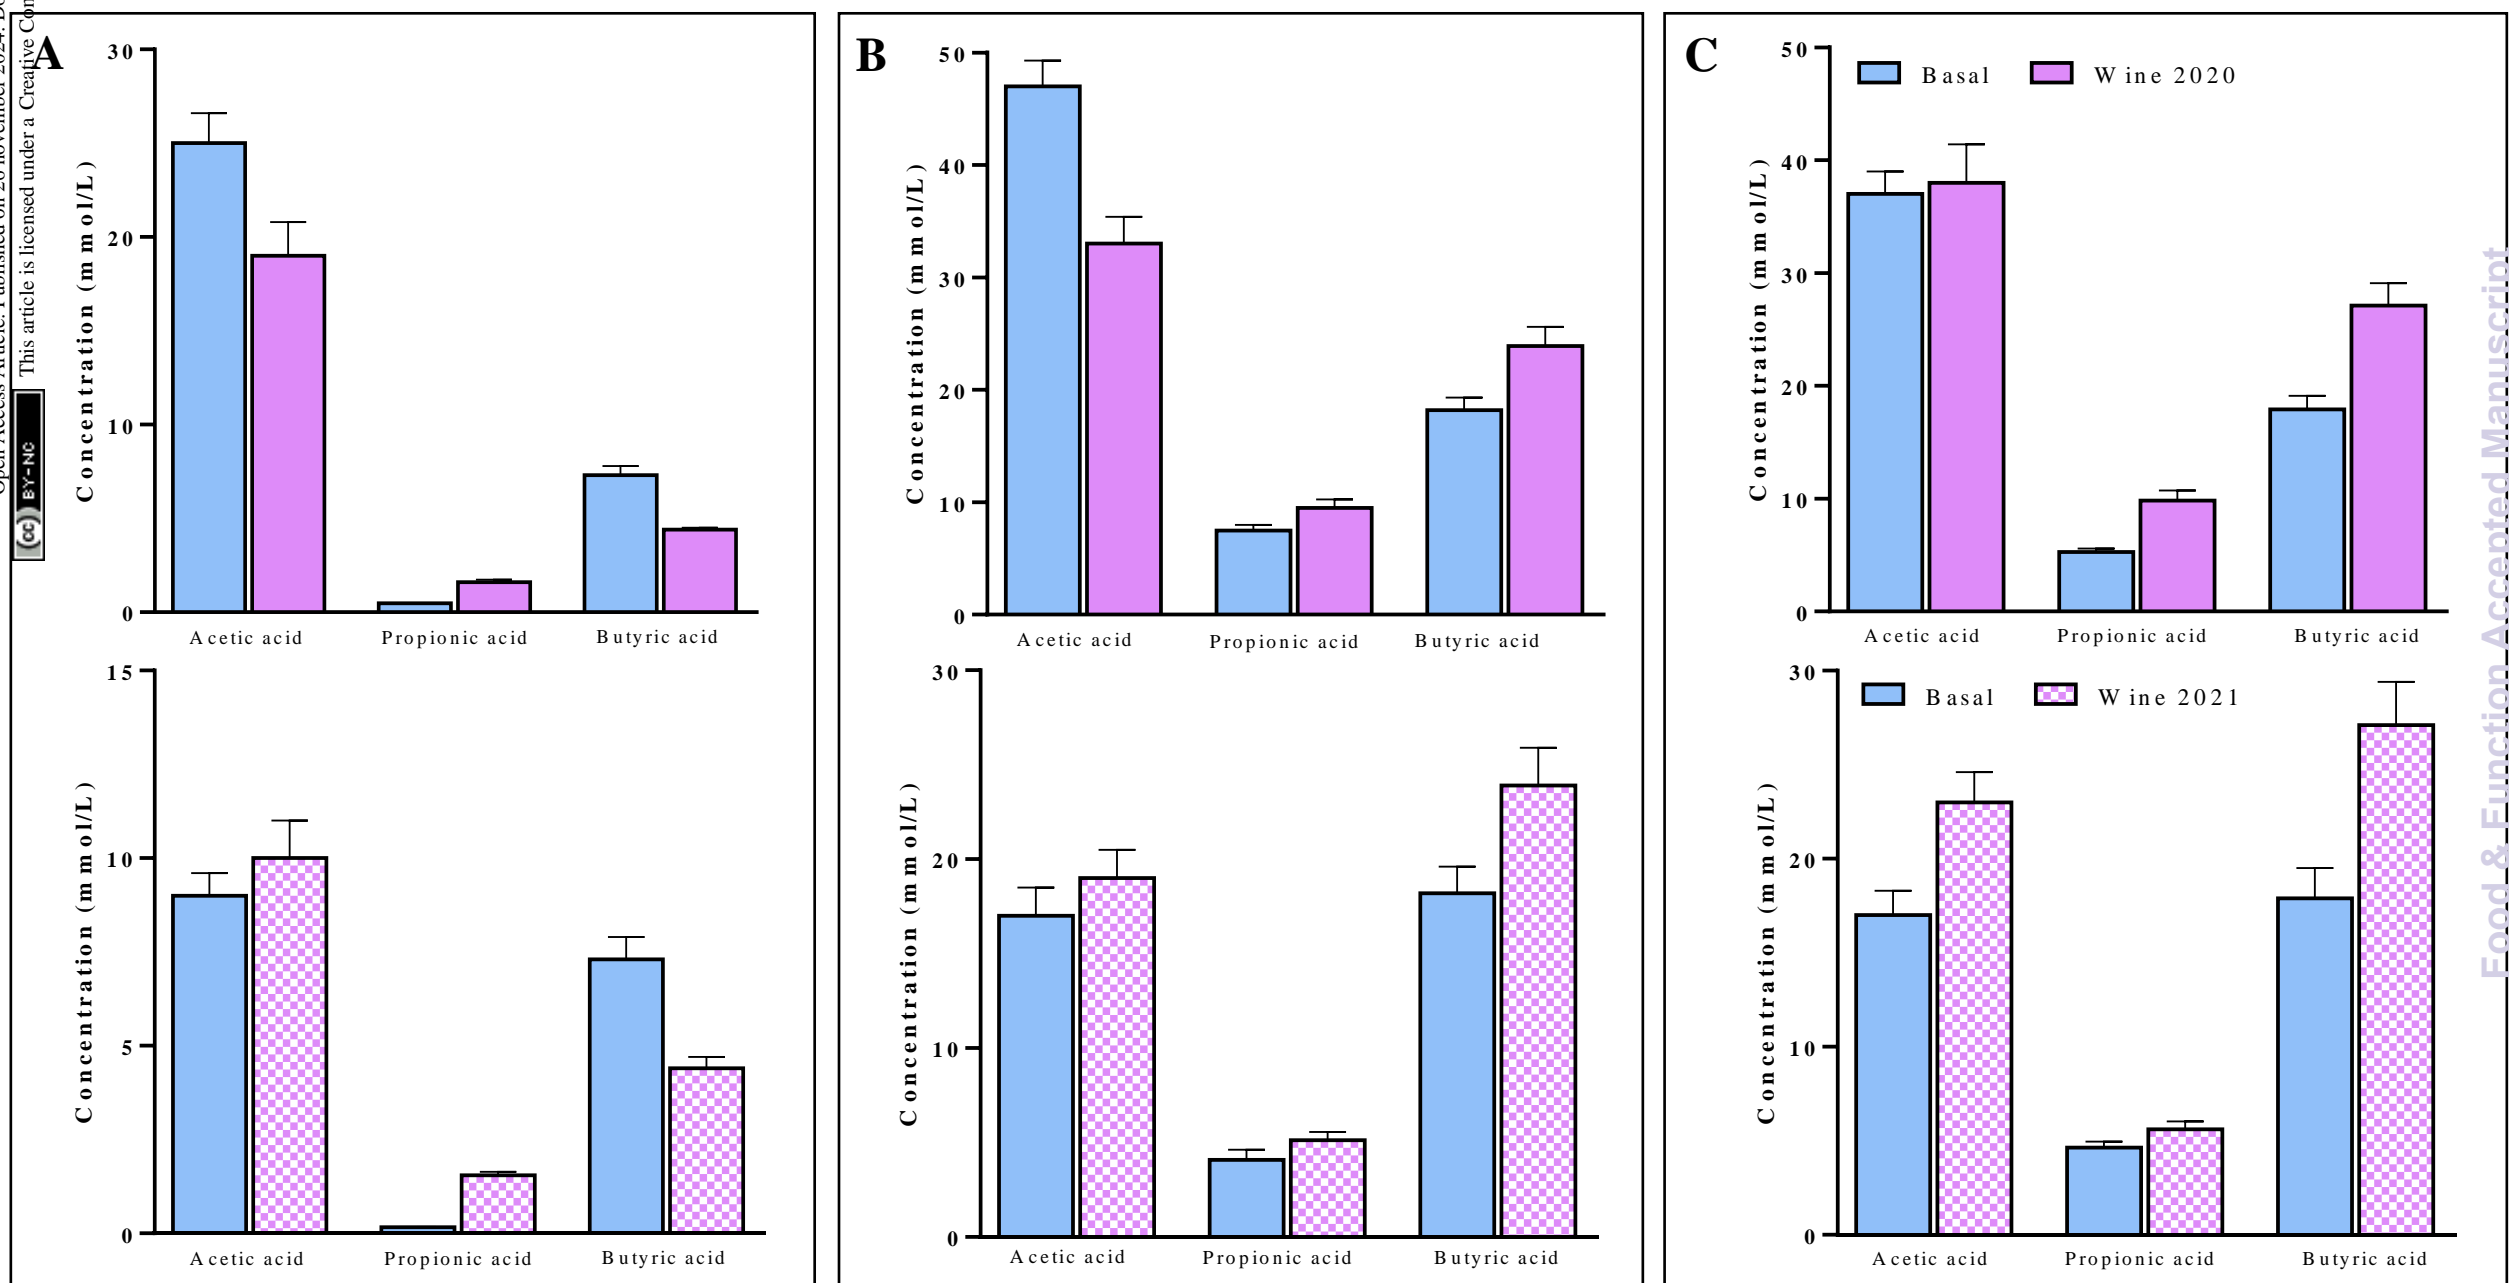 This article is licensed under a Creative
(cc) BY-NC
A
30
20
10
0
Concentration (mmol/L)
Acetic acid
Propionic acid
Butyric acid
15
10
5
0
Concentration (mmol/L)
Acetic acid
Propionic acid
Butyric acid
B
50
40
30
20
10
0
Concentration (mmol/L)
Acetic acid
Propionic acid
Butyric acid
30
20
10
0
Concentration (mmol/L)
Acetic acid
Propionic acid
Butyric acid
C
Basal
Wine 2020
50
40
30
20
10
0
Concentration (mmol/L)
Acetic acid
Propionic acid
Butyric acid
Basal
Wine 2021
30
20
10
0
Concentration (mmol/L)
Acetic acid
Propionic acid
Butyric acid
Food & Function Accepted Manuscript